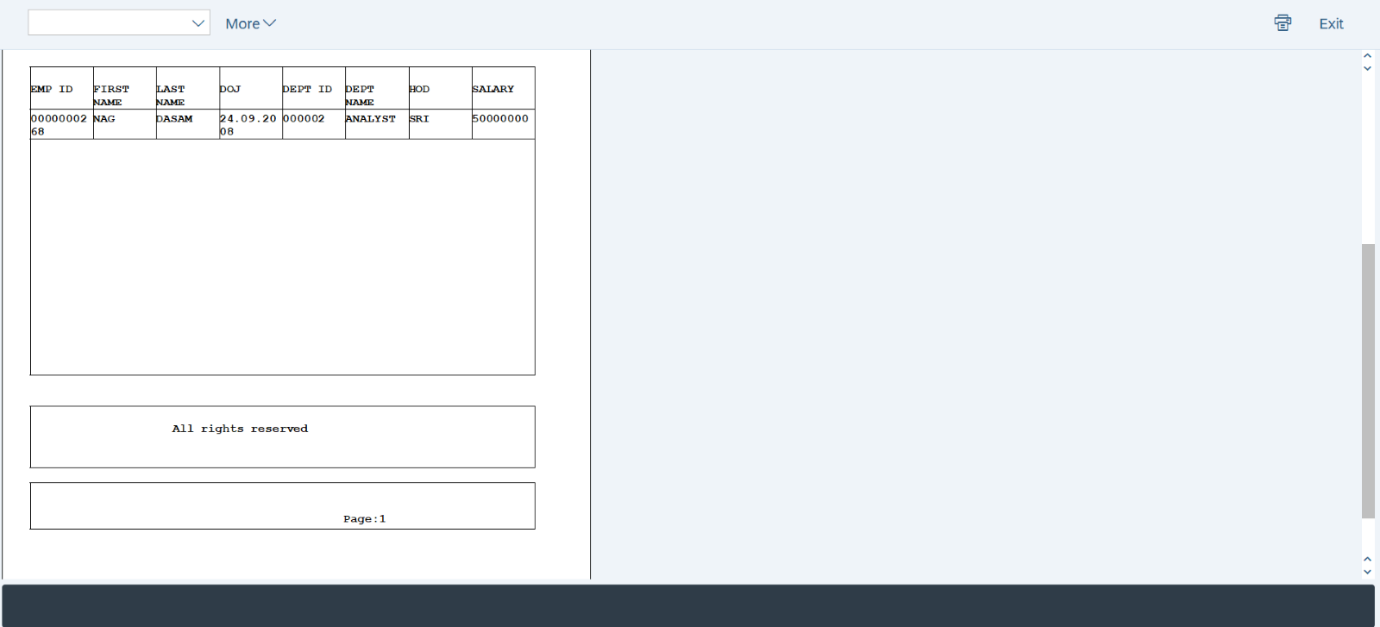 More
Exit
EMP ID FIRST LAST DOJ DEPT ID DEPT HOD SALARY
NAME NAME NAME
00000002 NAG DASAM 24.09.20 000002 ANALYST SRI 50000000
68 08
All rights reserved
Page:1